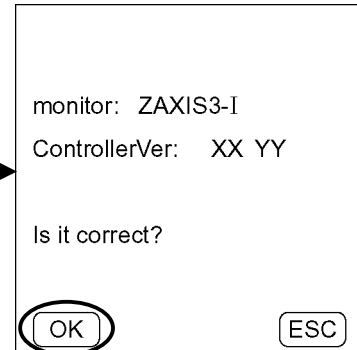 monitor: ZAXIS3-I
ControllerVer: XX YY
Is it correct?
OK ESC